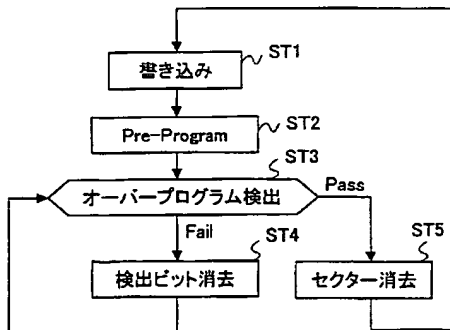 書き込み
ST1
Pre-Program
ST2
ST3
オーバープログラム検出
Pass
Fail
ST4
ST5
検出ビット消去
セクター消去